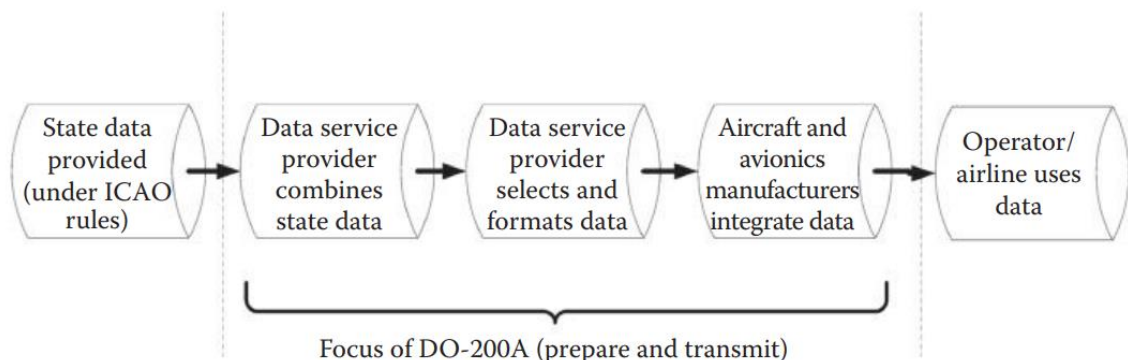 State data
provided
(under ICAO
rules)
Data service
provider
combines
state data
Data service
provider
selects and
formats data
Aircraft and
avionics
manufacturers
integrate data
Operator/
airline uses
data
Focus of DO-200A (prepare and transmit)